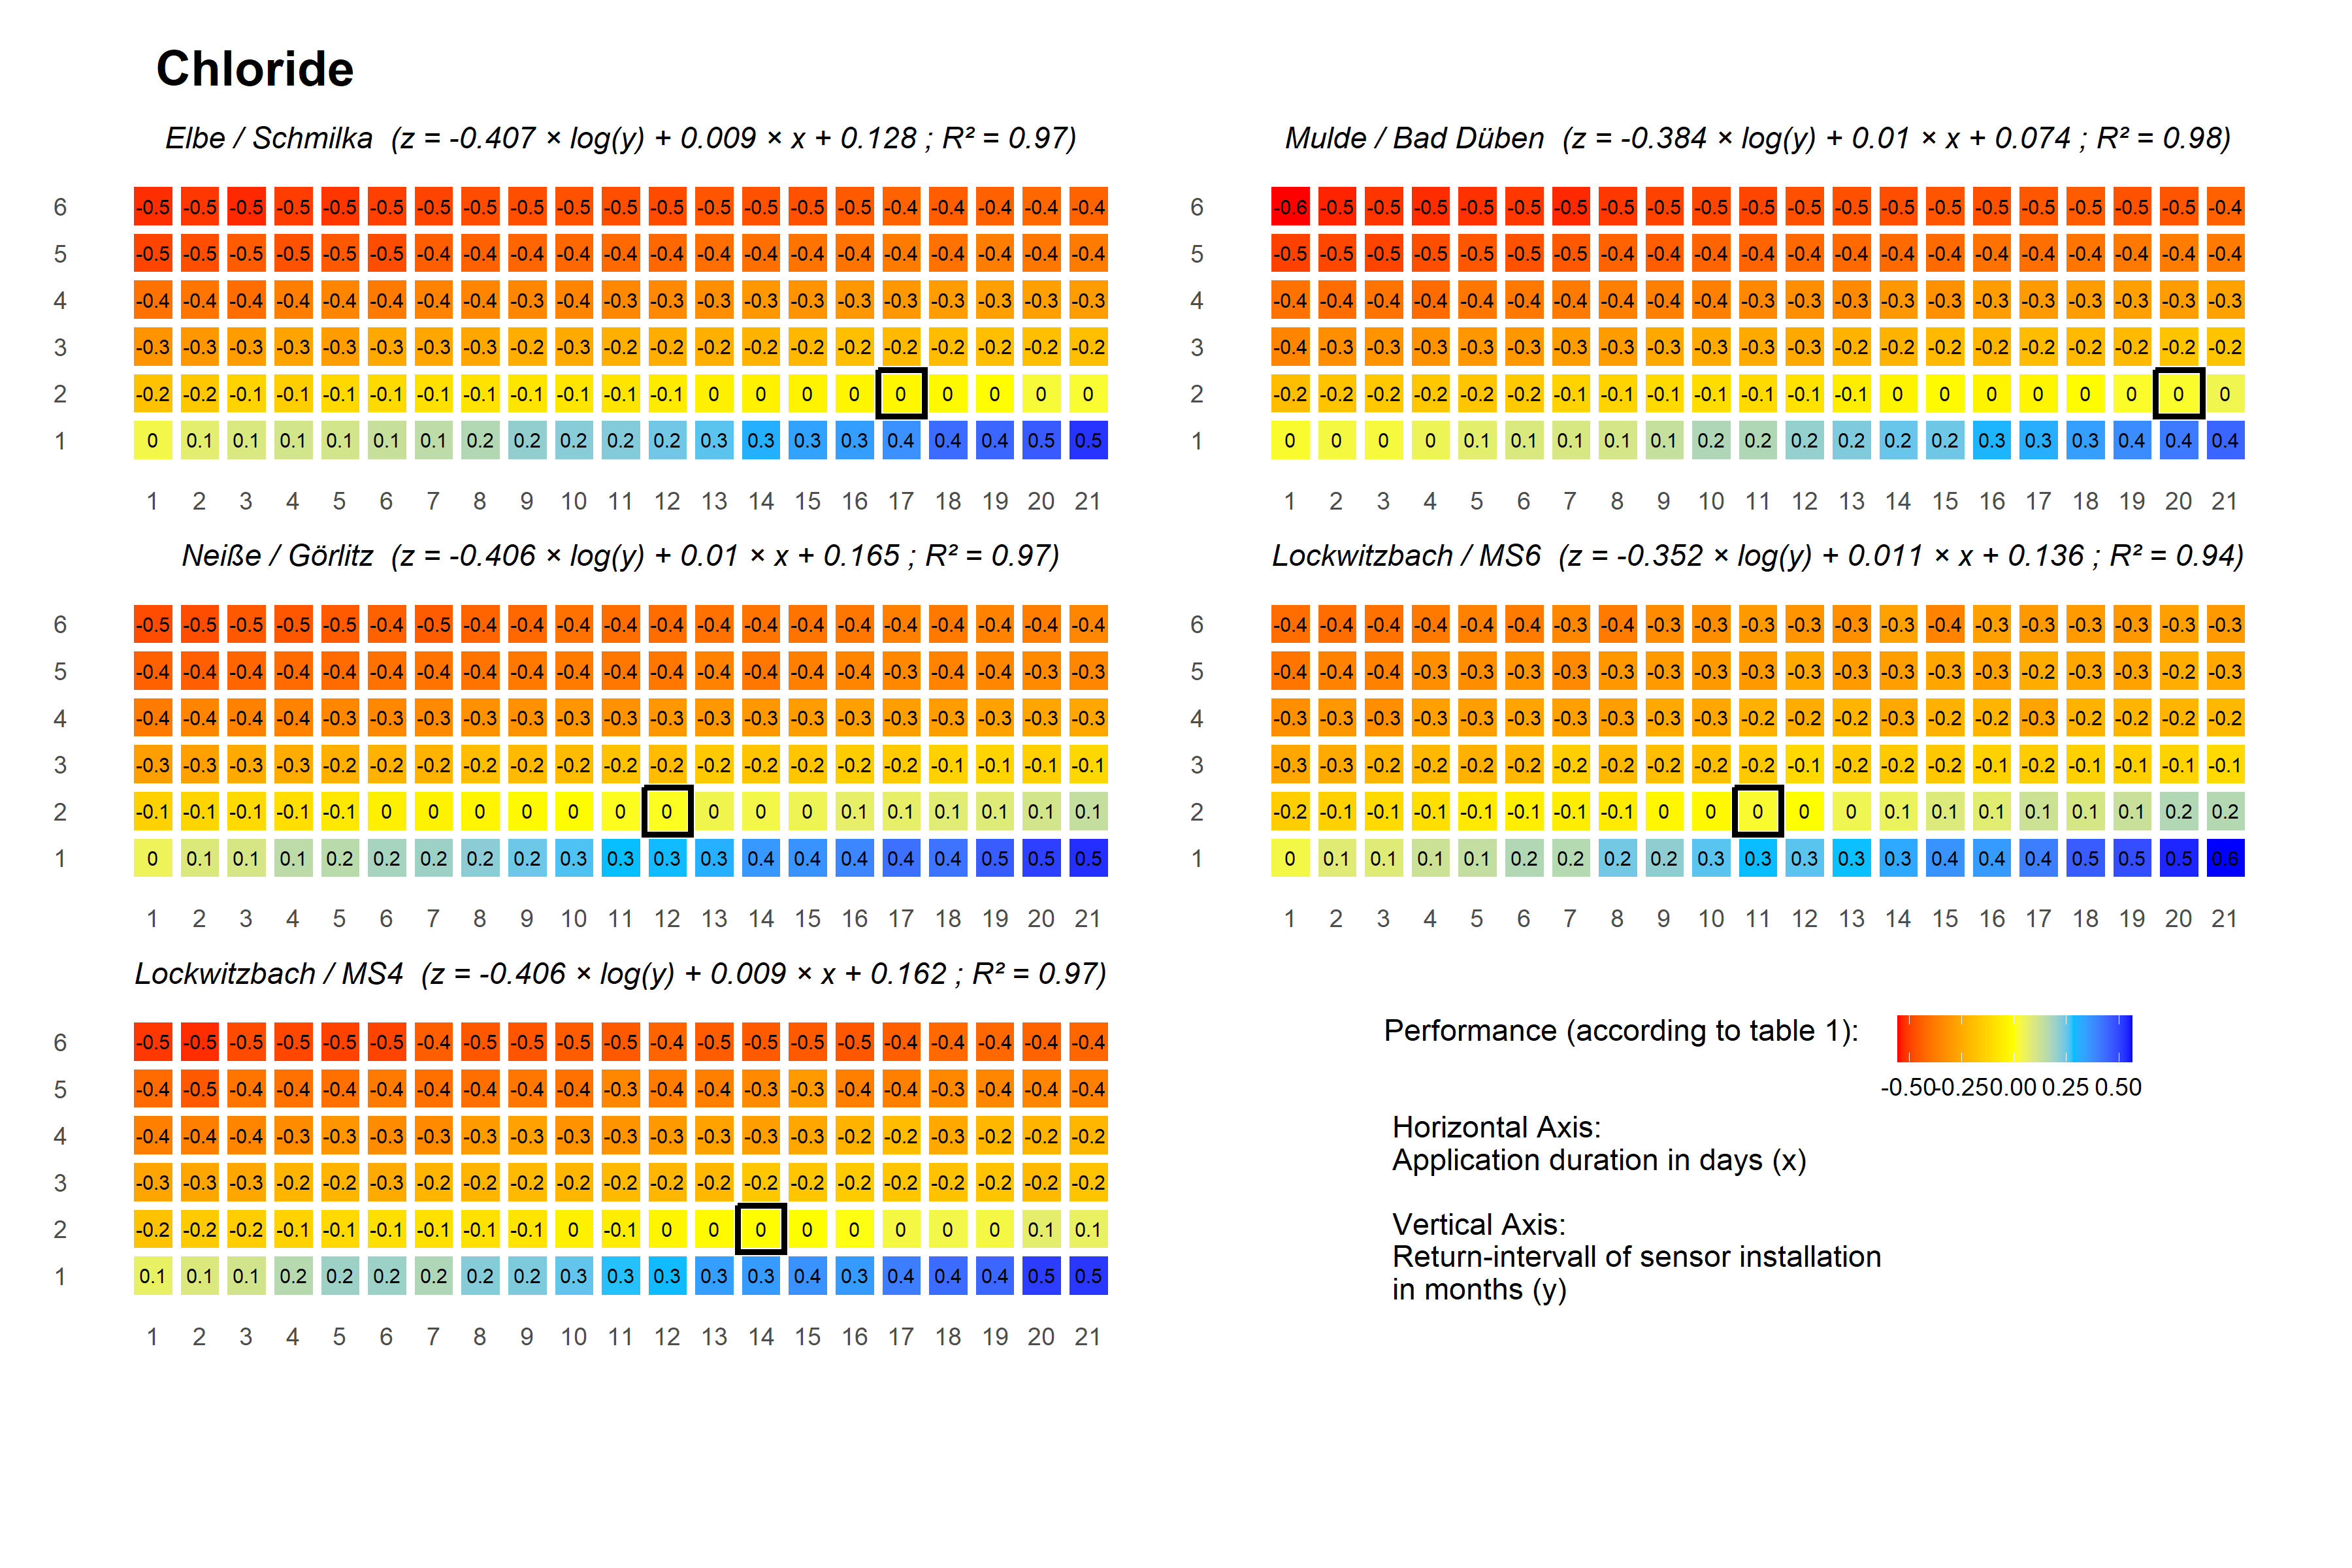 Chloride
Elbe / Schmilka (z = -0.407 × log(y) + 0.009 × x + 0.128 ; R² = 0.97)
6 -0.5 -0.5 -0.5 -0.5 -0.5 -0.5 -0.5 -0.5 -0.5 -0.5 -0.5 -0.5 -0.5 -0.5 -0.5 -0.5 -0.4 -0.4 -0.4 -0.4 -0.4
5 -0.5 -0.5 -0.5 -0.5 -0.5 -0.5 -0.4 -0.4 -0.4 -0.4 -0.4 -0.4 -0.4 -0.4 -0.4 -0.4 -0.4 -0.4 -0.4 -0.4 -0.4
4 -0.4 -0.4 -0.4 -0.4 -0.4 -0.4 -0.4 -0.4 -0.3 -0.4 -0.3 -0.3 -0.3 -0.3 -0.3 -0.3 -0.3 -0.3 -0.3 -0.3 -0.3
3 -0.3 -0.3 -0.3 -0.3 -0.3 -0.3 -0.3 -0.3 -0.2 -0.3 -0.2 -0.2 -0.2 -0.2 -0.2 -0.2 -0.2 -0.2 -0.2 -0.2 -0.2
2 -0.2 -0.2 -0.1 -0.1 -0.1 -0.1 -0.1 -0.1 -0.1 -0.1 -0.1 -0.1 0 0 0 0 0 0 0 0 0
1 0 0.1 0.1 0.1 0.1 0.1 0.1 0.2 0.2 0.2 0.2 0.2 0.3 0.3 0.3 0.3 0.4 0.4 0.4 0.5 0.5
1 2 3 4 5 6 7 8 9 10 11 12 13 14 15 16 17 18 19 20 21
Mulde / Bad Düben (z = -0.384 × log(y) + 0.01 × x + 0.074 ; R² = 0.98)
6 -0.6 -0.5 -0.5 -0.5 -0.5 -0.5 -0.5 -0.5 -0.5 -0.5 -0.5 -0.5 -0.5 -0.5 -0.5 -0.5 -0.5 -0.5 -0.5 -0.5 -0.4
5 -0.5 -0.5 -0.5 -0.5 -0.5 -0.5 -0.5 -0.4 -0.4 -0.4 -0.4 -0.4 -0.4 -0.4 -0.4 -0.4 -0.4 -0.4 -0.4 -0.4 -0.4
4 -0.4 -0.4 -0.4 -0.4 -0.4 -0.4 -0.4 -0.4 -0.4 -0.4 -0.3 -0.3 -0.3 -0.3 -0.3 -0.3 -0.3 -0.3 -0.3 -0.3 -0.3
3 -0.4 -0.3 -0.3 -0.3 -0.3 -0.3 -0.3 -0.3 -0.3 -0.3 -0.3 -0.3 -0.2 -0.2 -0.2 -0.2 -0.2 -0.2 -0.2 -0.2 -0.2
2 -0.2 -0.2 -0.2 -0.2 -0.2 -0.2 -0.2 -0.1 -0.1 -0.1 -0.1 -0.1 -0.1 0 0 0 0 0 0 0 0
1 0 0 0 0 0.1 0.1 0.1 0.1 0.1 0.2 0.2 0.2 0.2 0.2 0.2 0.3 0.3 0.3 0.4 0.4 0.4
1 2 3 4 5 6 7 8 9 10 11 12 13 14 15 16 17 18 19 20 21
Neiße / Görlitz (z = -0.406 × log(y) + 0.01 × x + 0.165 ; R² = 0.97)
6 -0.5 -0.5 -0.5 -0.5 -0.5 -0.4 -0.5 -0.4 -0.4 -0.4 -0.4 -0.4 -0.4 -0.4 -0.4 -0.4 -0.4 -0.4 -0.4 -0.4 -0.4
5 -0.4 -0.4 -0.4 -0.4 -0.4 -0.4 -0.4 -0.4 -0.4 -0.4 -0.4 -0.4 -0.4 -0.4 -0.4 -0.4 -0.3 -0.4 -0.4 -0.3 -0.3
4 -0.4 -0.4 -0.4 -0.4 -0.3 -0.3 -0.3 -0.3 -0.3 -0.3 -0.3 -0.3 -0.3 -0.3 -0.3 -0.3 -0.3 -0.3 -0.3 -0.3 -0.3
3 -0.3 -0.3 -0.3 -0.3 -0.2 -0.2 -0.2 -0.2 -0.2 -0.2 -0.2 -0.2 -0.2 -0.2 -0.2 -0.2 -0.2 -0.1 -0.1 -0.1 -0.1
2 -0.1 -0.1 -0.1 -0.1 -0.1 0 0 0 0 0 0 0 0 0 0 0.1 0.1 0.1 0.1 0.1 0.1
1 0 0.1 0.1 0.1 0.2 0.2 0.2 0.2 0.2 0.3 0.3 0.3 0.3 0.4 0.4 0.4 0.4 0.4 0.5 0.5 0.5
1 2 3 4 5 6 7 8 9 10 11 12 13 14 15 16 17 18 19 20 21
Lockwitzbach / MS6 (z = -0.352 × log(y) + 0.011 × x + 0.136 ; R² = 0.94)
6 -0.4 -0.4 -0.4 -0.4 -0.4 -0.4 -0.3 -0.4 -0.3 -0.3 -0.3 -0.3 -0.3 -0.3 -0.4 -0.3 -0.3 -0.3 -0.3 -0.3 -0.3
5 -0.4 -0.4 -0.4 -0.3 -0.3 -0.3 -0.3 -0.3 -0.3 -0.3 -0.3 -0.3 -0.3 -0.3 -0.3 -0.3 -0.2 -0.3 -0.3 -0.2 -0.3
4 -0.3 -0.3 -0.3 -0.3 -0.3 -0.3 -0.3 -0.3 -0.3 -0.3 -0.2 -0.2 -0.2 -0.3 -0.2 -0.2 -0.3 -0.2 -0.2 -0.2 -0.2
3 -0.3 -0.3 -0.2 -0.2 -0.2 -0.2 -0.2 -0.2 -0.2 -0.2 -0.2 -0.1 -0.2 -0.2 -0.2 -0.1 -0.2 -0.1 -0.1 -0.1 -0.1
2 -0.2 -0.1 -0.1 -0.1 -0.1 -0.1 -0.1 -0.1 0 0 0 0 0 0.1 0.1 0.1 0.1 0.1 0.1 0.2 0.2
1 0 0.1 0.1 0.1 0.1 0.2 0.2 0.2 0.2 0.3 0.3 0.3 0.3 0.3 0.4 0.4 0.4 0.5 0.5 0.5 0.6
1 2 3 4 5 6 7 8 9 10 11 12 13 14 15 16 17 18 19 20 21
Lockwitzbach / MS4 (z = -0.406 × log(y) + 0.009 × x + 0.162 ; R² = 0.97)
6 -0.5 -0.5 -0.5 -0.5 -0.5 -0.5 -0.4 -0.5 -0.5 -0.5 -0.5 -0.4 -0.5 -0.5 -0.5 -0.5 -0.4 -0.4 -0.4 -0.4 -0.4
5 -0.4 -0.5 -0.4 -0.4 -0.4 -0.4 -0.4 -0.4 -0.4 -0.4 -0.3 -0.4 -0.4 -0.3 -0.3 -0.4 -0.4 -0.3 -0.4 -0.4 -0.4
4 -0.4 -0.4 -0.4 -0.3 -0.3 -0.3 -0.3 -0.3 -0.3 -0.3 -0.3 -0.3 -0.3 -0.3 -0.3 -0.2 -0.2 -0.3 -0.2 -0.2 -0.2
3 -0.3 -0.3 -0.3 -0.2 -0.2 -0.3 -0.2 -0.2 -0.2 -0.2 -0.2 -0.2 -0.2 -0.2 -0.2 -0.2 -0.2 -0.2 -0.2 -0.2 -0.2
2 -0.2 -0.2 -0.2 -0.1 -0.1 -0.1 -0.1 -0.1 -0.1 0 -0.1 0 0 0 0 0 0 0 0 0.1 0.1
1 0.1 0.1 0.1 0.2 0.2 0.2 0.2 0.2 0.2 0.3 0.3 0.3 0.3 0.3 0.4 0.3 0.4 0.4 0.4 0.5 0.5
1 2 3 4 5 6 7 8 9 10 11 12 13 14 15 16 17 18 19 20 21
Performance (according to table 1):
-0.50 -0.25 0.00 0.25 0.50
Horizontal Axis:
Application duration in days (x)
Vertical Axis:
Return-intervall of sensor installation
in months (y)